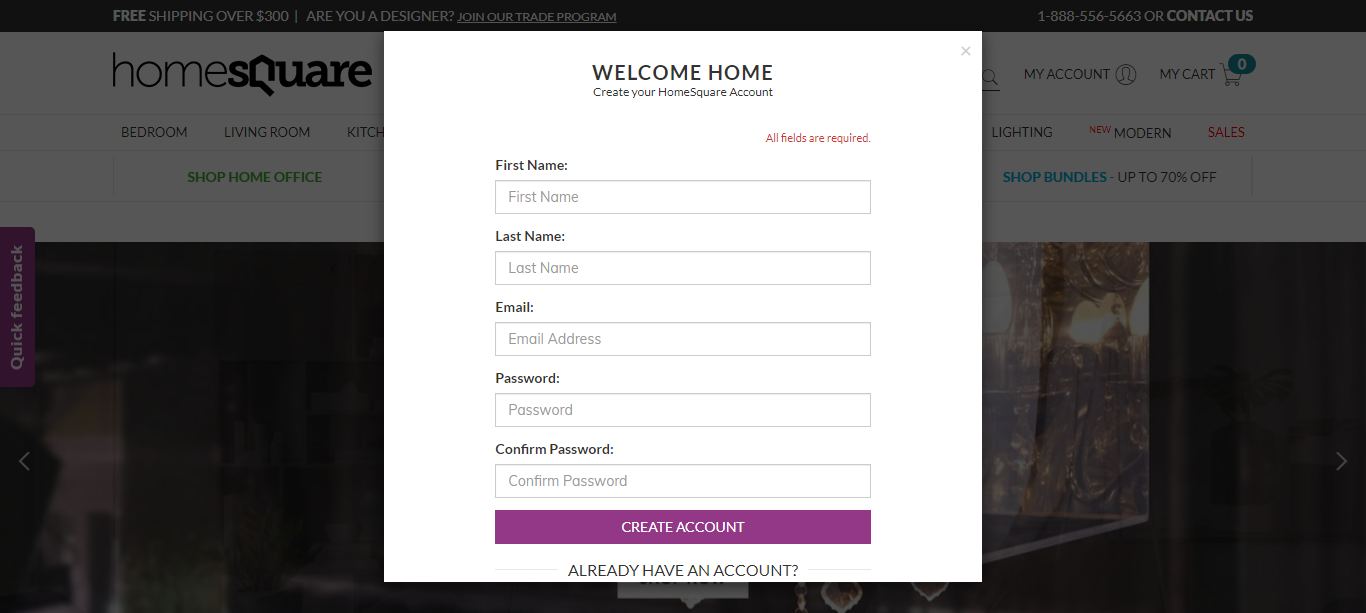 FREE SHIPPING OVER $300 | ARE YOU A DESIGNER? JOIN OUR TRADE PROGRAM
1-888-556-5663 OR CONTACT US
homesquare
MY ACCOUNT
MY CART
0
BEDROOM
LIVING ROOM
LIGHTING
NEW MODERN
SALES
SHOP HOME OFFICE
SHOP BUNDLES - UP TO 70% OFF
Quick feedback
×
WELCOME HOME
Create your HomeSquare Account
All fields are required.
First Name:
First Name
Last Name:
Last Name
Email:
Email Address
Password:
Password
Confirm Password:
Confirm Password
CREATE ACCOUNT
ALREADY HAVE AN ACCOUNT?